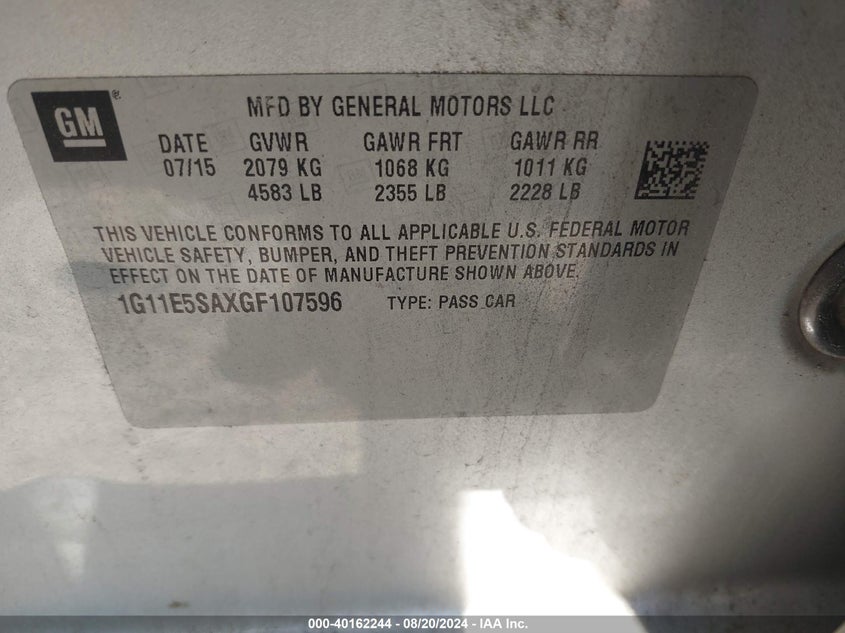 GM
MFD BY GENERAL MOTORS LLC
DATE GVWR GAWR FRT GAWR RR
07/15 2079 KG 1068 KG 1011 KG
4583 LB 2355 LB 2228 LB
THIS VEHICLE CONFORMS TO ALL APPLICABLE U.S. FEDERAL MOTOR
VEHICLE SAFETY, BUMPER, AND THEFT PREVENTION STANDARDS IN
EFFECT ON THE DATE OF MANUFACTURE SHOWN ABOVE.
1G11E5SAXGF107596 TYPE: PASS CAR
000-40162244 - 08/20/2024 - IAA Inc.